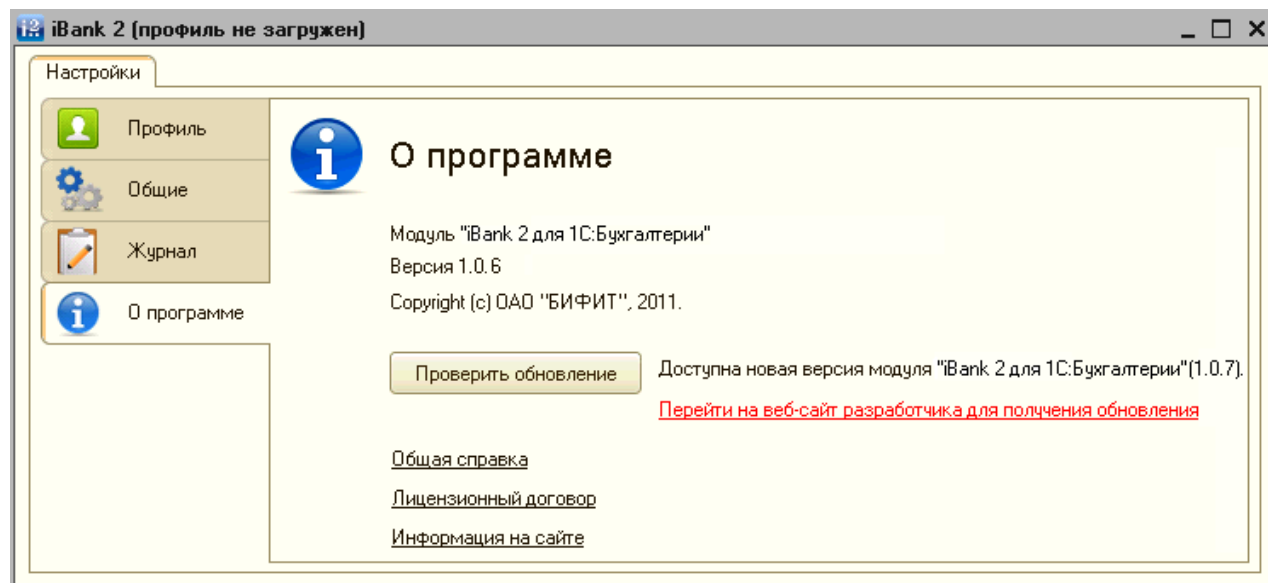 iBank 2 (профиль не загружен)
Настройки
Профиль
Общие
Журнал
О программе
О программе
Модуль "iBank 2 для 1С:Бухгалтерии"
Версия 1.0.6
Copyright (c) ОАО "БИФИТ", 2011.
Проверить обновление
Доступна новая версия модуля "iBank 2 для 1С:Бухгалтерии"(1.0.7).
Перейти на веб-сайт разработчика для получения обновления
Общая справка
Лицензионный договор
Информация на сайте